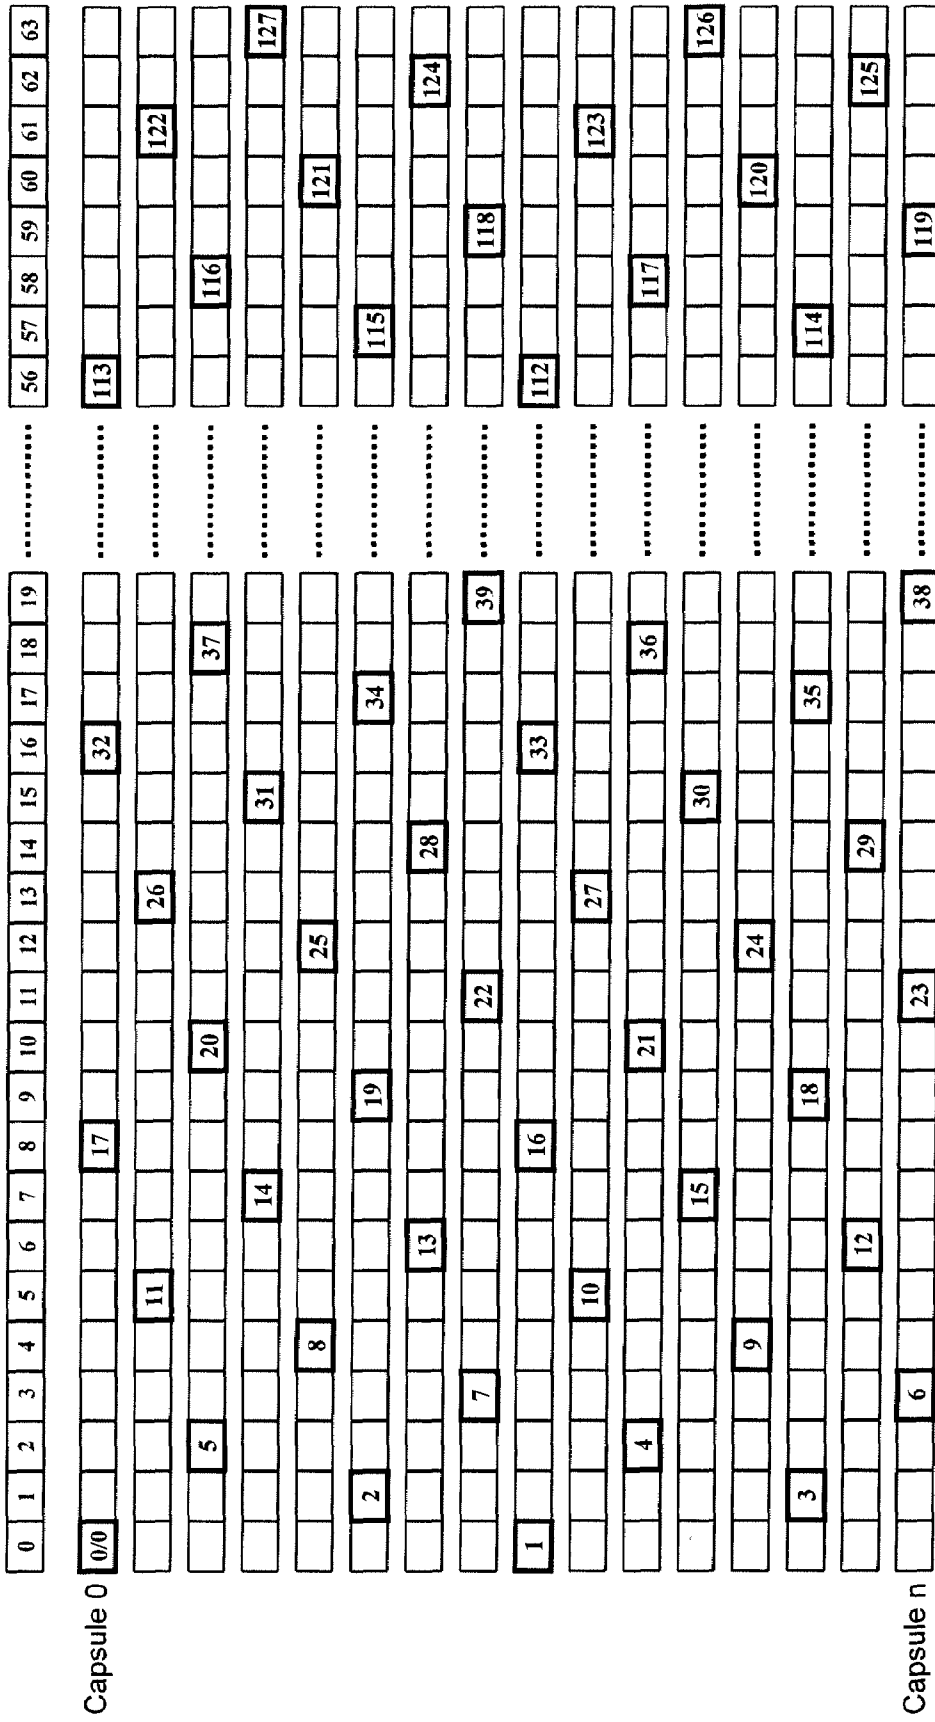 0 1 2 3 4 5 6 7 8 9 10 11 12 13 14 15 16 17 18 19 ............ 56 57 58 59 60 61 62 63
Capsule 0 0/0 17 32 ............ 113
11 26 ............ 122
5 20 37 ............ 116
14 31 ............ 127
8 25 ............ 121
2 19 34 ............ 115
13 28 ............ 124
7 22 39 ............ 118
1 16 33 ............ 112
10 27 ............ 123
4 21 36 ............ 117
15 30 ............ 126
9 24 ............ 120
3 18 35 ............ 114
12 29 ............ 125
Capsule n 6 23 38 ............ 119